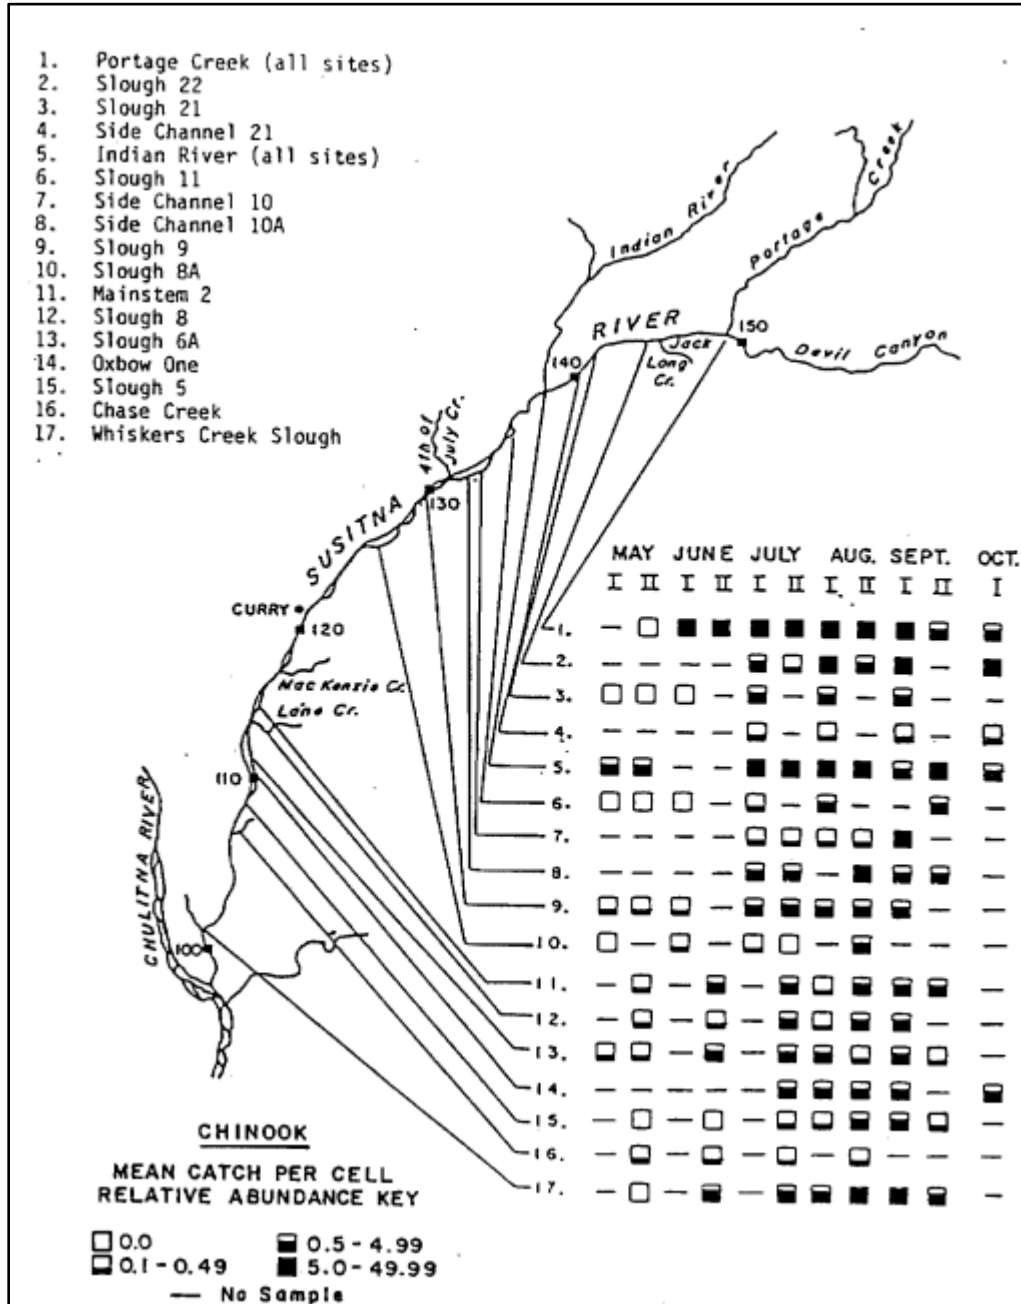 1. Portage Creek (all sites)
2. Slough 22
3. Slough 21
4. Side Channel 21
5. Indian River (all sites)
6. Slough 11
7. Side Channel 10
8. Side Channel 10A
9. Slough 9
10. Slough 8A
11. Mainstem 2
12. Slough 8
13. Slough 6A
14. Oxbow One
15. Slough 5
16. Chase Creek
17. Whiskers Creek Slough
Indian River
Portage Creek
RIVER
Jack
Long
Cr.
150
Devil Canyon
140
4th of
July Cr.
130
SUSITNA
CURRY
120
MacKenzie Cr.
Lane Cr.
110
CHULITNA RIVER
100
MAY JUNE JULY AUG. SEPT. OCT.
I II I II I II I II I II I
1.
2.
3.
4.
5.
6.
7.
8.
9.
10.
11.
12.
13.
14.
15.
16.
17.
CHINOOK
MEAN CATCH PER CELL
RELATIVE ABUNDANCE KEY
0.0 0.5 - 4.99
0.1 - 0.49 5.0 - 49.99
— No Sample